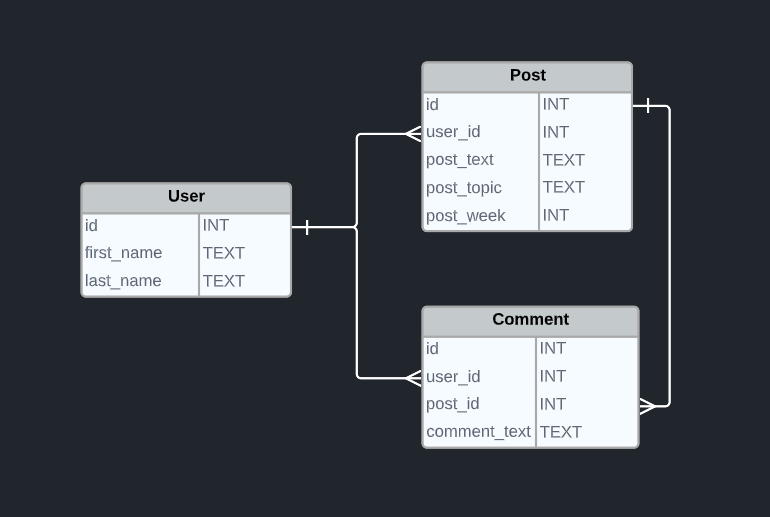 Post
id INT
user_id INT
post_text TEXT
post_topic TEXT
post_week INT
User
id INT
first_name TEXT
last_name TEXT
Comment
id INT
user_id INT
post_id INT
comment_text TEXT